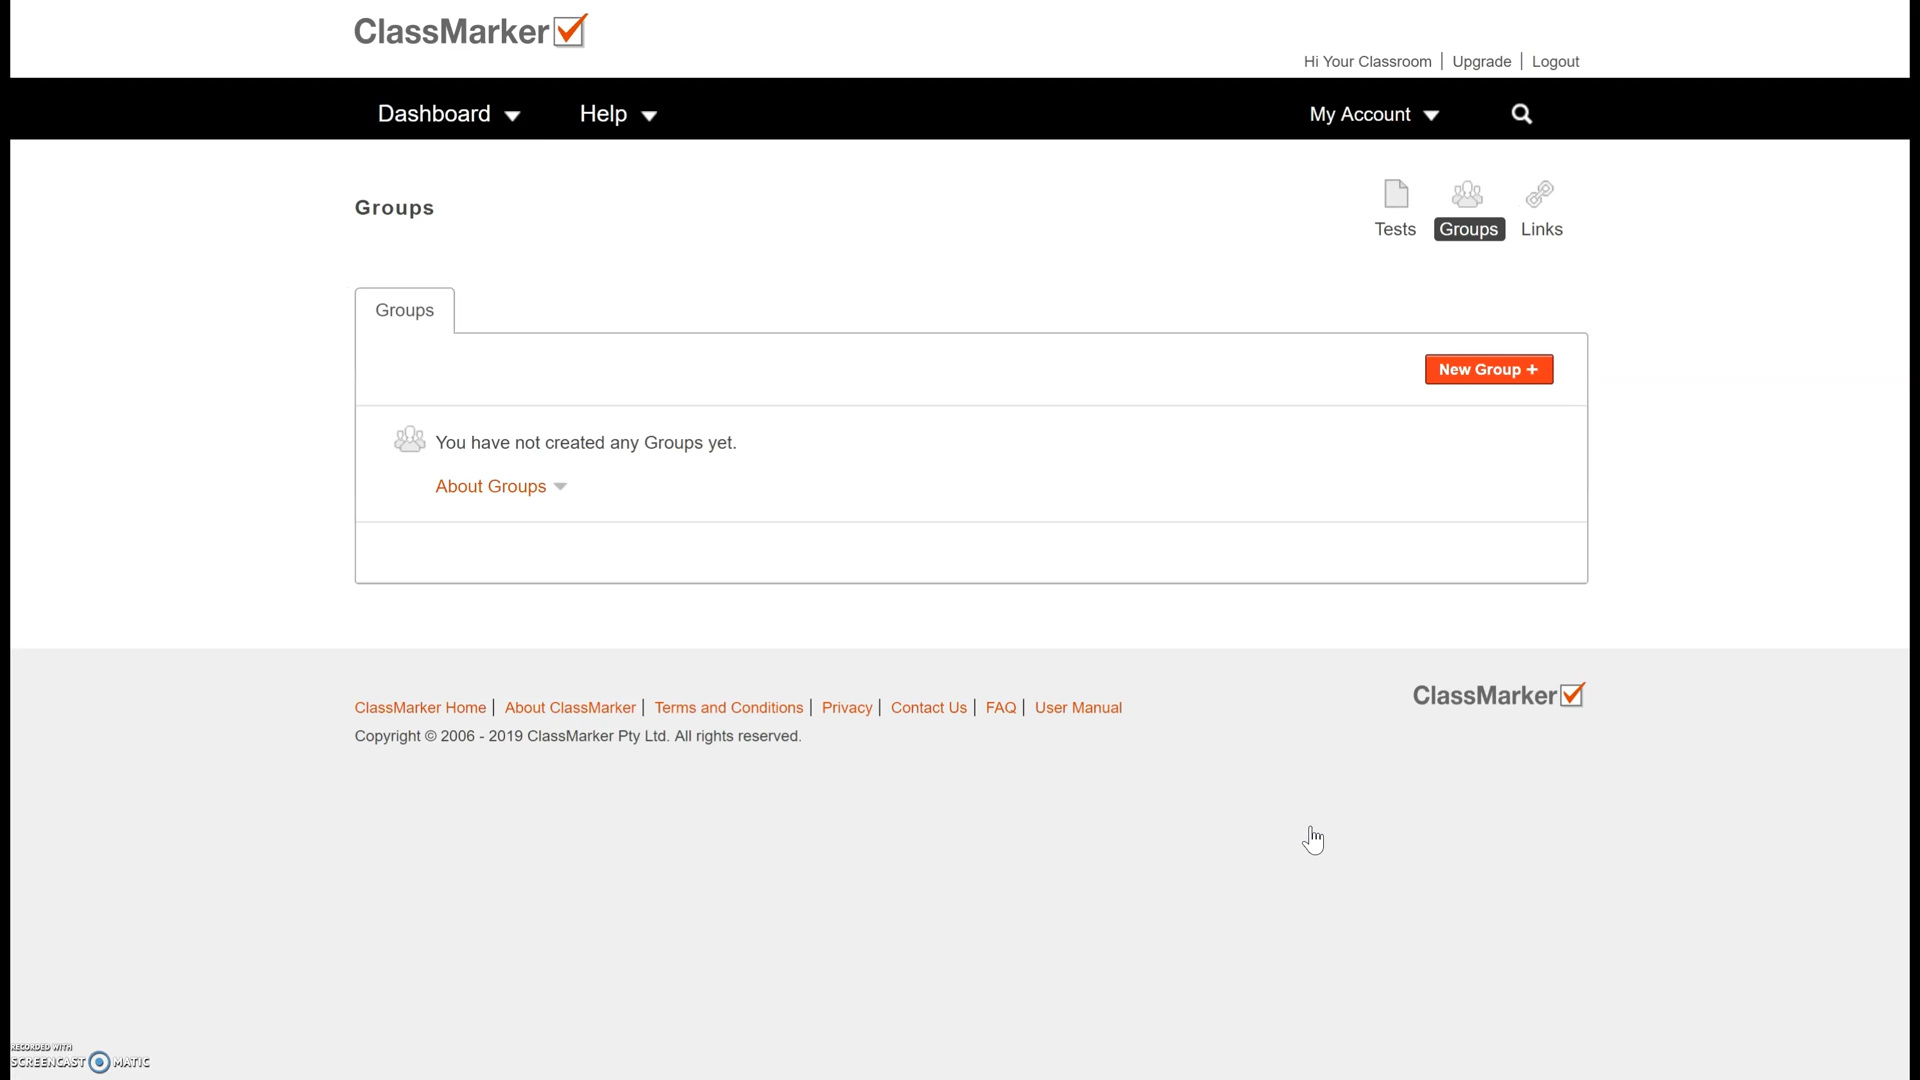 ClassMarker
Hi Your Classroom | Upgrade | Logout
Dashboard Help My Account
Groups
Tests Groups Links
Groups
New Group +
You have not created any Groups yet.
About Groups
ClassMarker Home | About ClassMarker | Terms and Conditions | Privacy | Contact Us | FAQ | User Manual
ClassMarker
Copyright © 2006 - 2019 ClassMarker Pty Ltd. All rights reserved.
RECORDED WITH
SCREENCAST MATIC